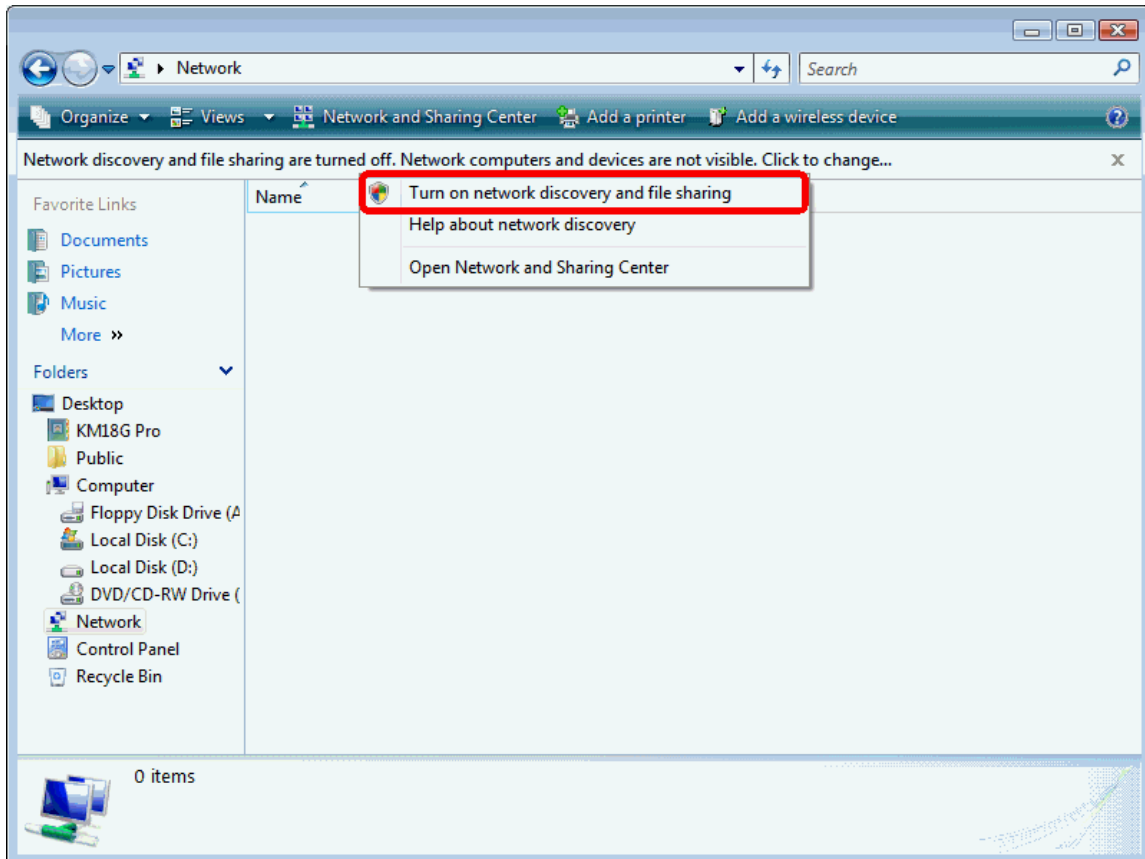 Network
Search
Organize Views Network and Sharing Center Add a printer Add a wireless device
Network discovery and file sharing are turned off. Network computers and devices are not visible. Click to change...
Turn on network discovery and file sharing
Help about network discovery
Open Network and Sharing Center
Name
Favorite Links
Documents
Pictures
Music
More »
Folders
Desktop
KM18G Pro
Public
Computer
Floppy Disk Drive (A
Local Disk (C:)
Local Disk (D:)
DVD/CD-RW Drive (
Network
Control Panel
Recycle Bin
0 items